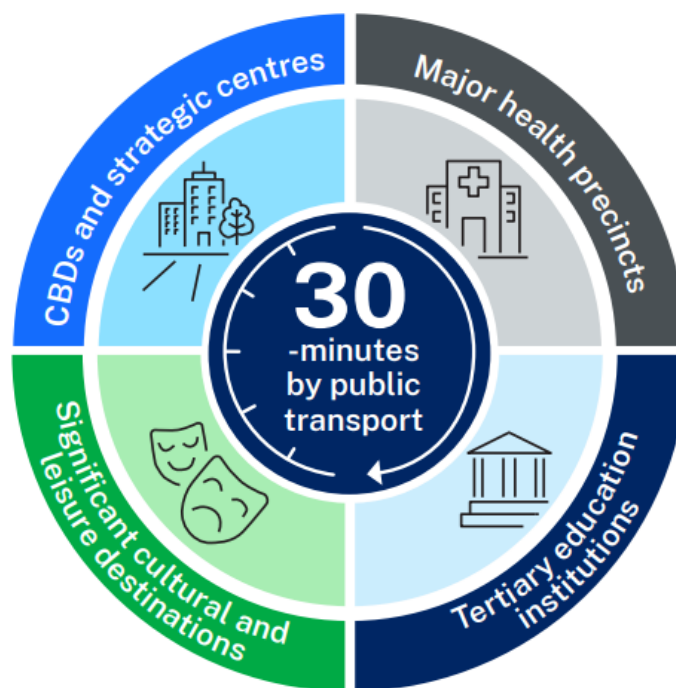 CBDs and strategic centres
Major health precincts
30
-minutes
by public
transport
Significant cultural and
leisure destinations
Tertiary education
institutions